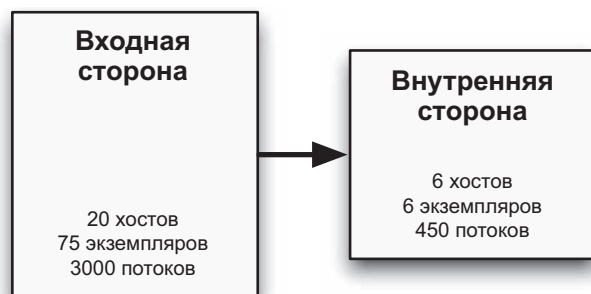 Входная
сторона
20 хостов
75 экземпляров
3000 потоков
Внутренняя
сторона
6 хостов
6 экземпляров
450 потоков